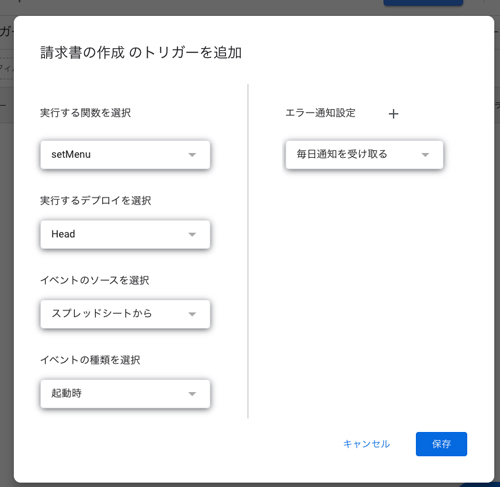 請求書の作成 のトリガーを追加
実行する関数を選択
setMenu
実行するデプロイを選択
Head
イベントのソースを選択
スプレッドシートから
イベントの種類を選択
起動時
エラー通知設定
毎日通知を受け取る
キャンセル
保存